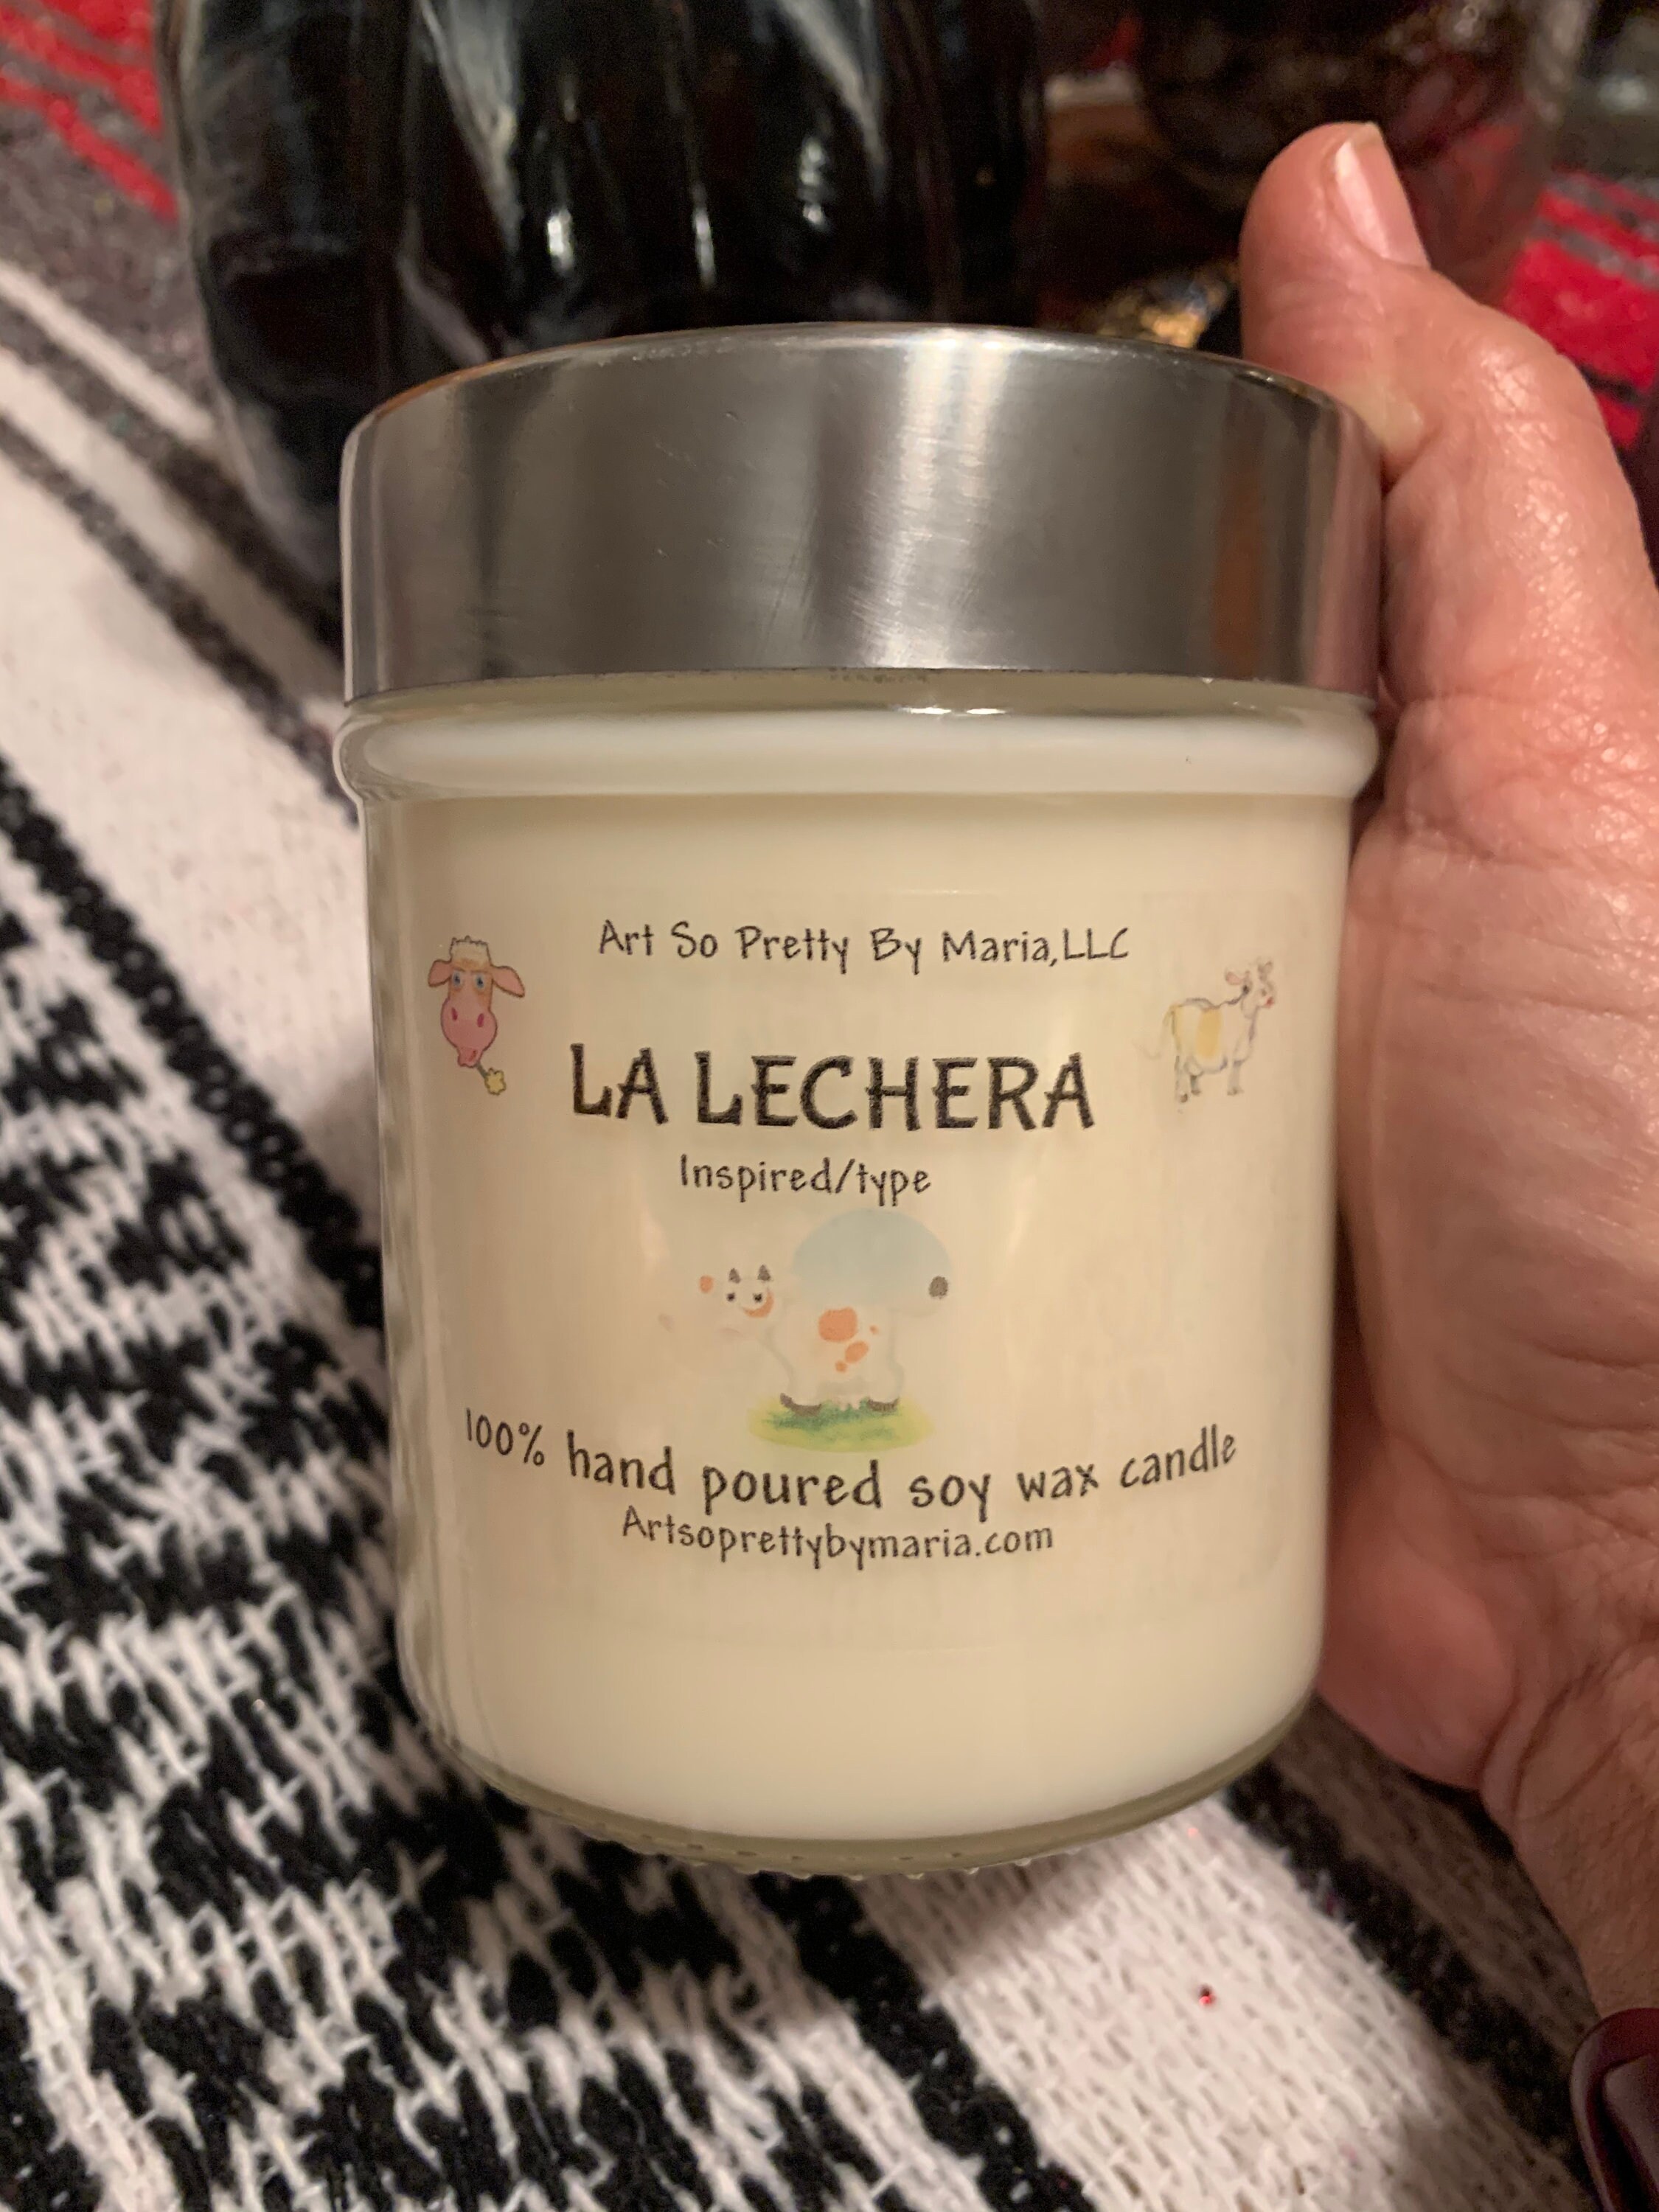 Art So Pretty By Maria,LLC
LA LECHERA
Inspired/type
100% hand poured soy wax candle
Artsoprettybymaria.com